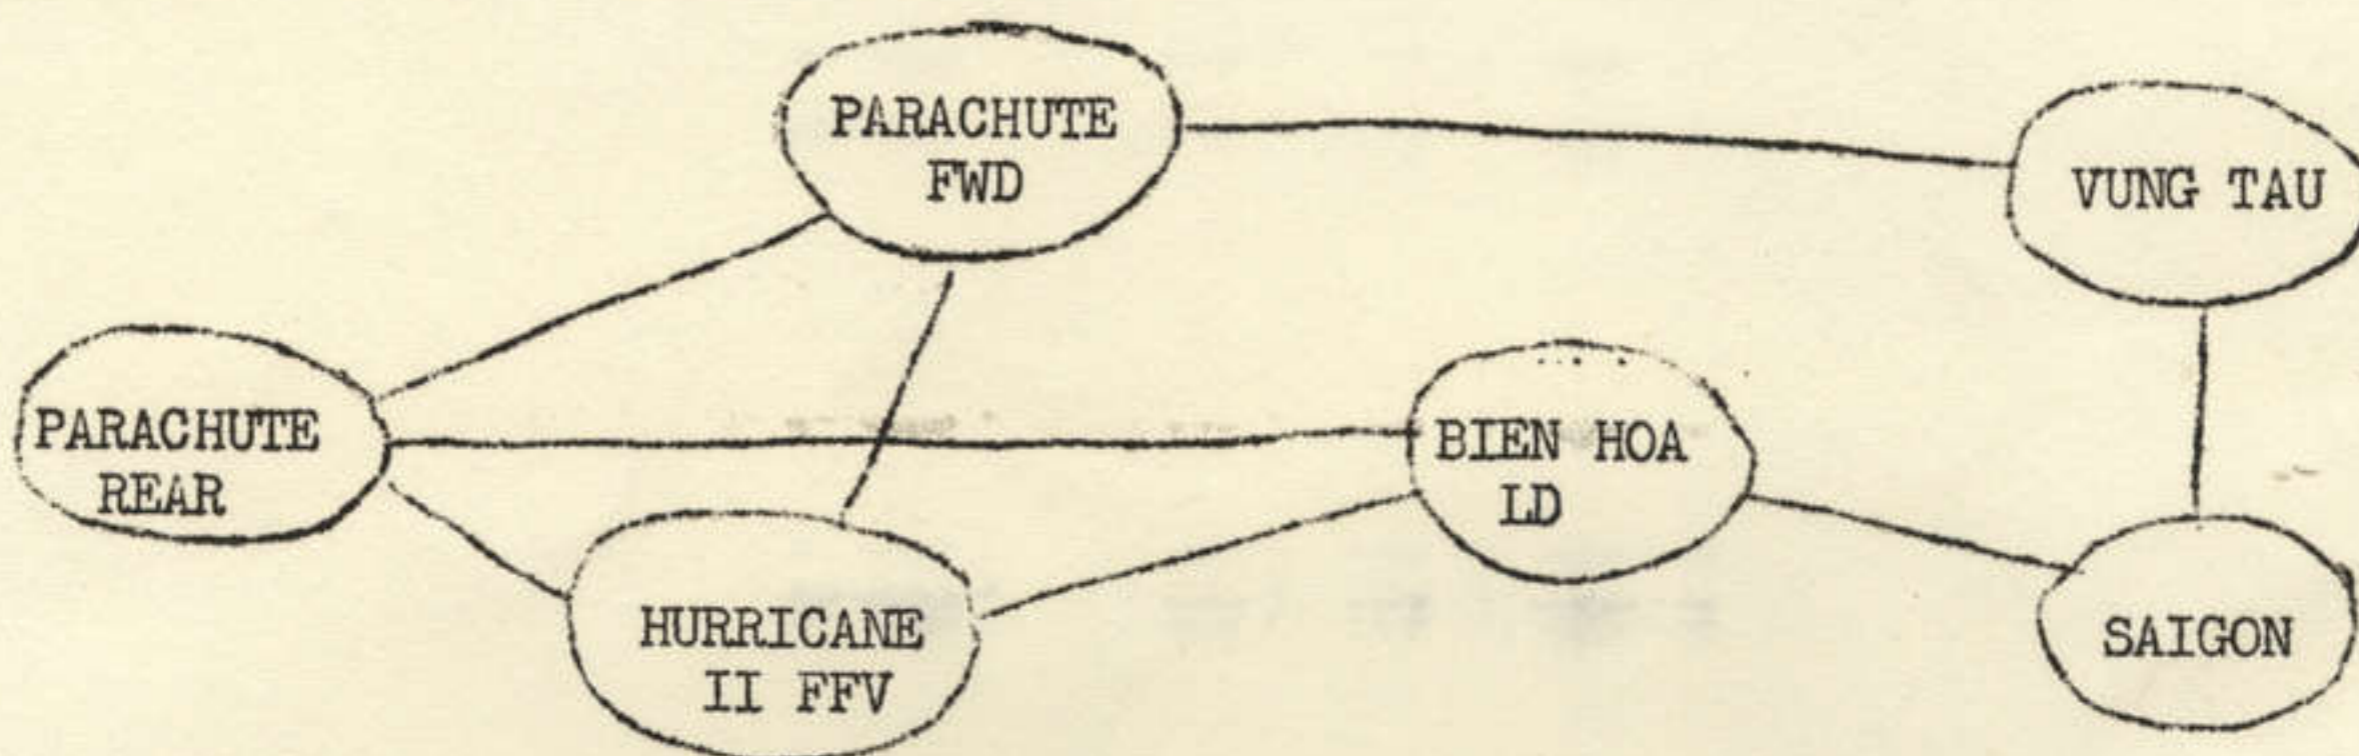 PARACHUTE
FWD
VUNG TAU
PARACHUTE
REAR
BIEN HOA
LD
HURRICANE
II FFV
SAIGON